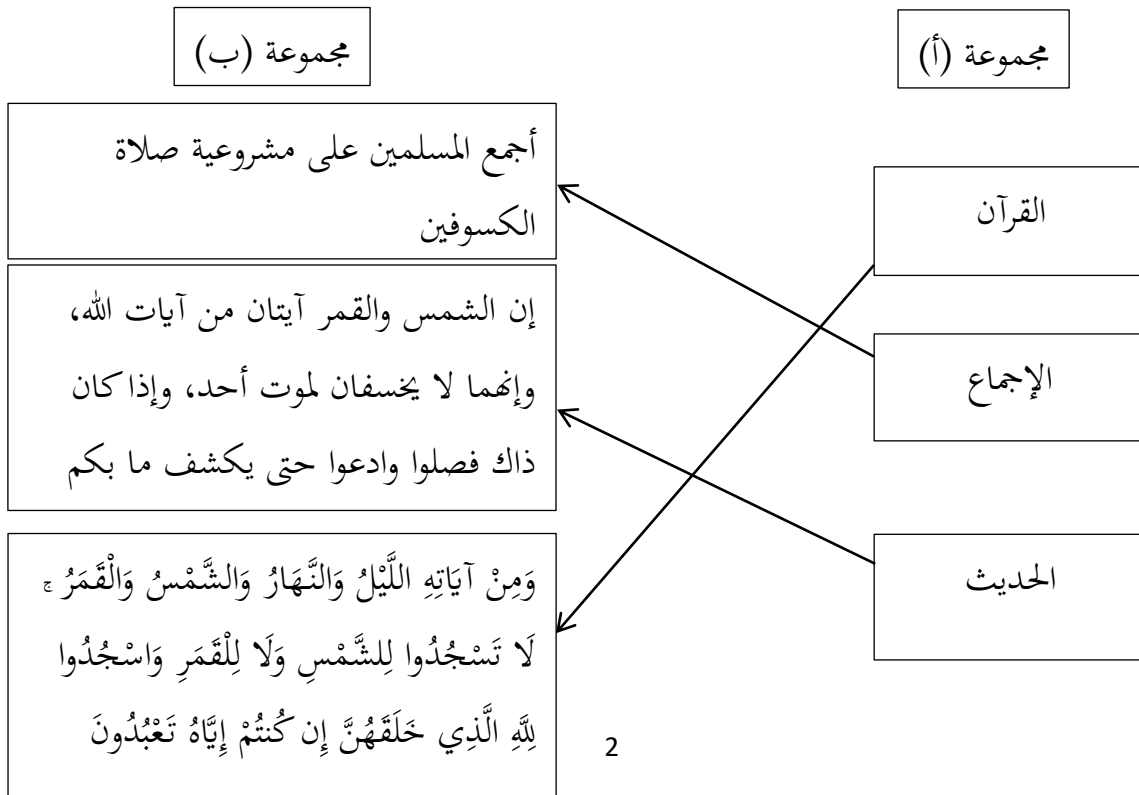 مجموعة (أ)
مجموعة (ب)
القرآن
الإجماع
الحديث
أجمع المسلمين على مشروعية صلاة
الكسوفين
إن الشمس والقمر آيتان من آيات الله،
وإنهما لا يخسفان لموت أحد، وإذا كان
ذاك فصلوا وادعوا حتى يكشف ما بكم
وَمِنْ آيَاتِهِ اللَّيْلُ وَالنَّهَارُ وَالشَّمْسُ وَالْقَمَرُ ۚ
لَا تَسْجُدُوا لِلشَّمْسِ وَلَا لِلْقَمَرِ وَاسْجُدُوا
لِلَّهِ الَّذِي خَلَقَهُنَّ إِن كُنتُمْ إِيَّاهُ تَعْبُدُونَ
2